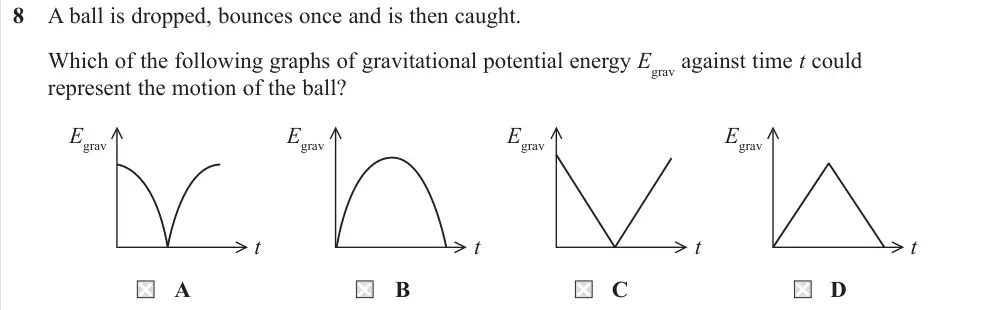 8 A ball is dropped, bounces once and is then caught.
Which of the following graphs of gravitational potential energy E grav against time t could
represent the motion of the ball?
E grav E grav E grav E grav
t t t t
A B C D